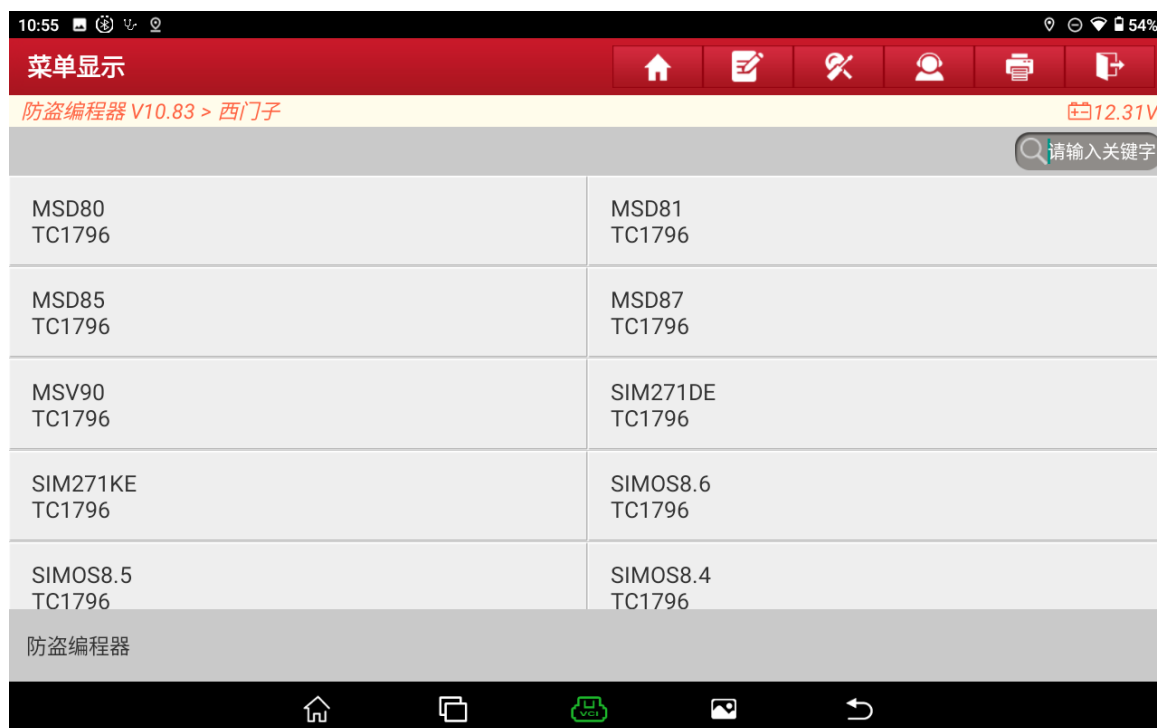 10:55
54%
菜单显示
防盗编程器 V10.83 > 西门子
12.31V
请输入关键字
MSD80
TC1796
MSD81
TC1796
MSD85
TC1796
MSD87
TC1796
MSV90
TC1796
SIM271DE
TC1796
SIM271KE
TC1796
SIMOS8.6
TC1796
SIMOS8.5
TC1796
SIMOS8.4
TC1796
防盗编程器
VCI